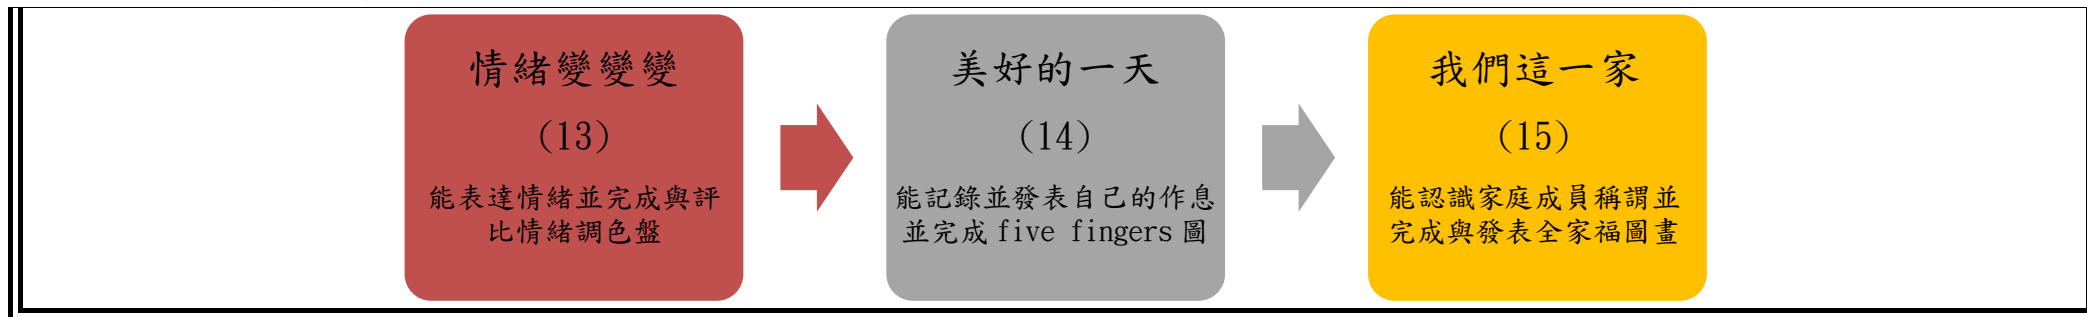 情緒變變變
(13)
能表達情緒並完成與評
比情緒調色盤
美好的一天
(14)
能記錄並發表自己的作息
並完成 five fingers 圖
我們這一家
(15)
能認識家庭成員稱謂並
完成與發表全家福圖畫